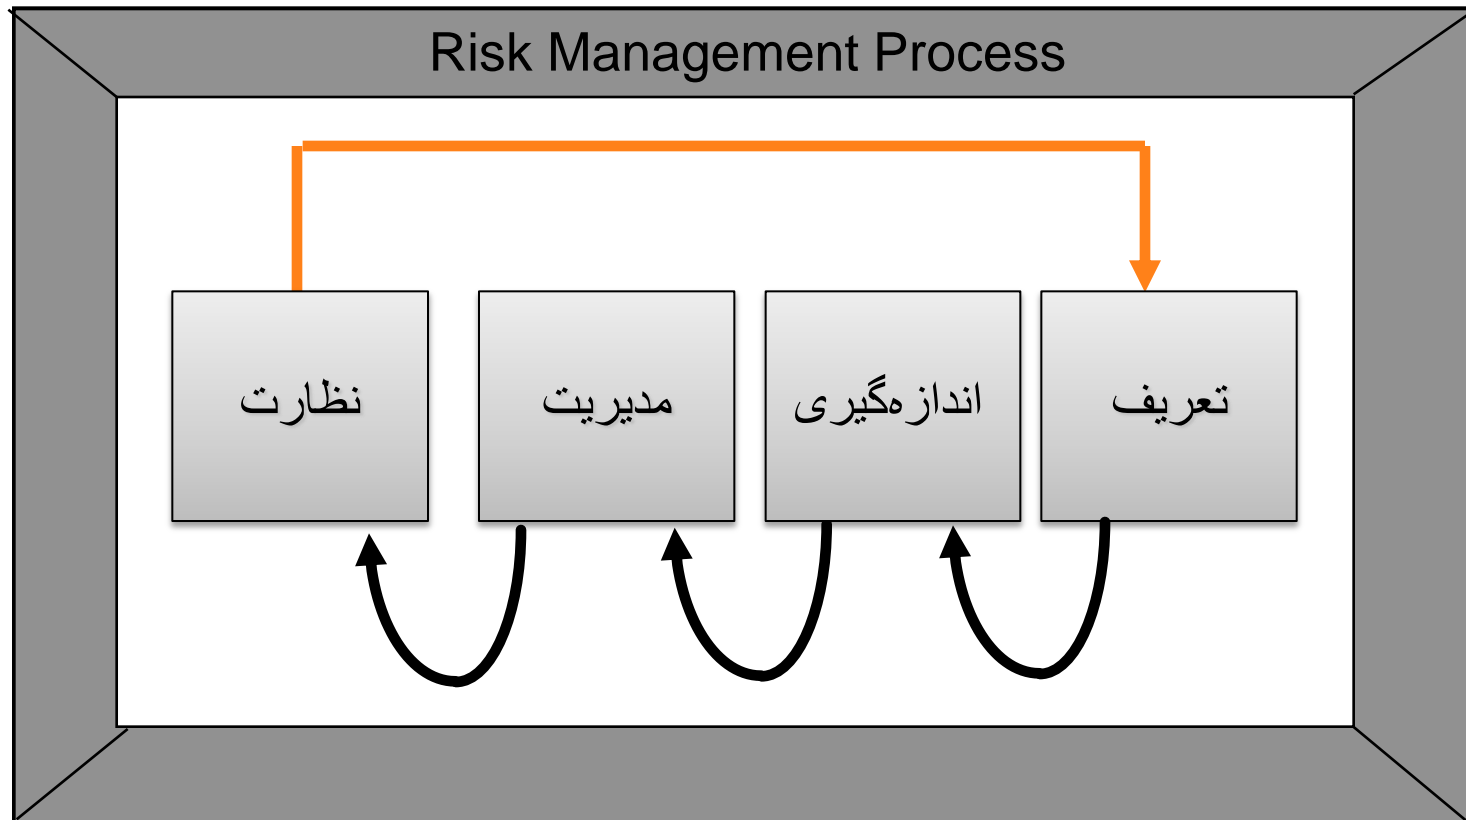 Risk Management Process
تعریف
اندازه‌گیری
مدیریت
نظارت